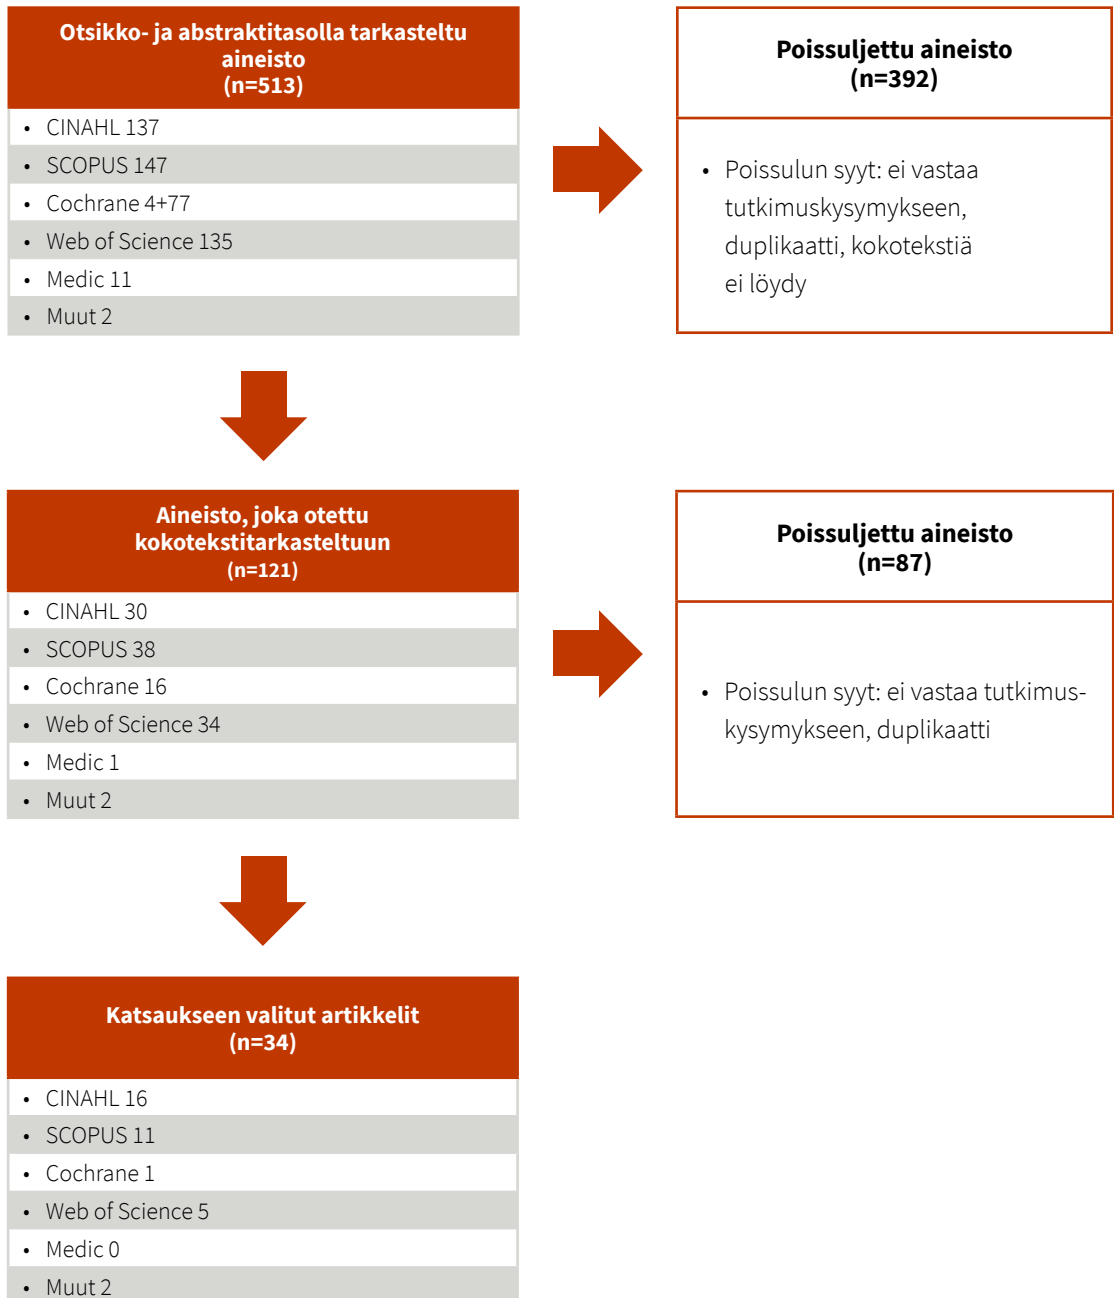 Otsikko- ja abstraktitasolla tarkasteltu
aineisto
(n=513)
• CINAHL 137
• SCOPUS 147
• Cochrane 4+77
• Web of Science 135
• Medic 11
• Muut 2
Poissuljettu aineisto
(n=392)
• Poissulun syyt: ei vastaa
tutkimuskysymykseen,
duplikaatti, kokotekstiä
ei löydy
Aineisto, joka otettu
kokotekstitarkasteltuun
(n=121)
• CINAHL 30
• SCOPUS 38
• Cochrane 16
• Web of Science 34
• Medic 1
• Muut 2
Poissuljettu aineisto
(n=87)
• Poissulun syyt: ei vastaa tutkimus-
kysymykseen, duplikaatti
Katsaukseen valitut artikkelit
(n=34)
• CINAHL 16
• SCOPUS 11
• Cochrane 1
• Web of Science 5
• Medic 0
• Muut 2